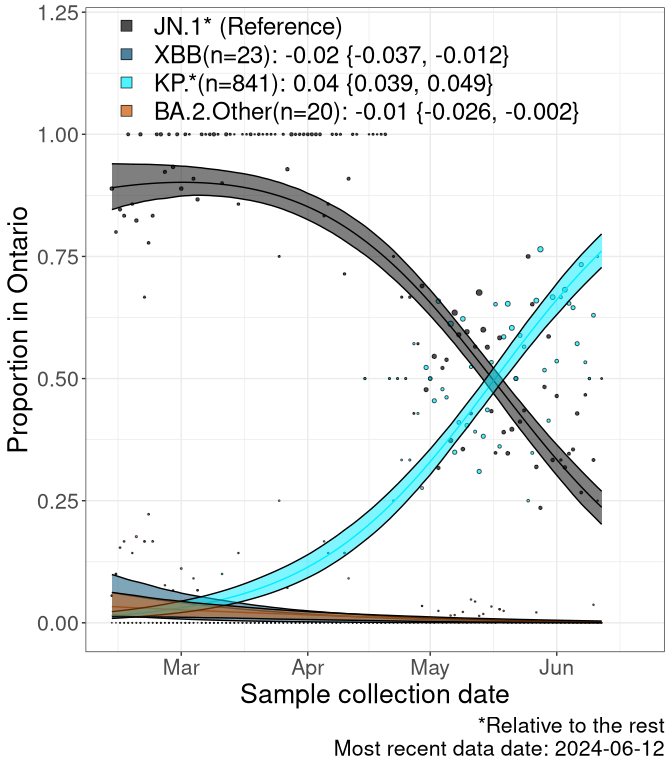 1.25
JN.1* (Reference)
XBB(n=23): -0.02 {-0.037, -0.012}
KP.*(n=841): 0.04 {0.039, 0.049}
BA.2.Other(n=20): -0.01 {-0.026, -0.002}
1.00
0.75
0.50
0.25
0.00
Proportion in Ontario
Mar Apr May Jun
Sample collection date
*Relative to the rest
Most recent data date: 2024-06-12